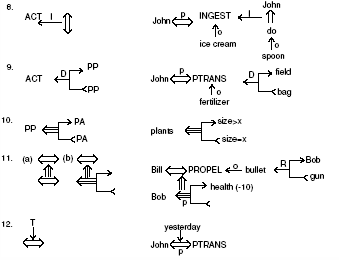 8. ACT I John p INGEST I John
o do
ice cream o
spoon
9. ACT D PP PP John p PTRANS D field bag
o
fertilizer
10. PP PA PA plants size>x size=x
11. (a) (b) Bill PROPEL o bullet R Bob gun
Bob p health (-10)
12. T yesterday
John p PTRANS